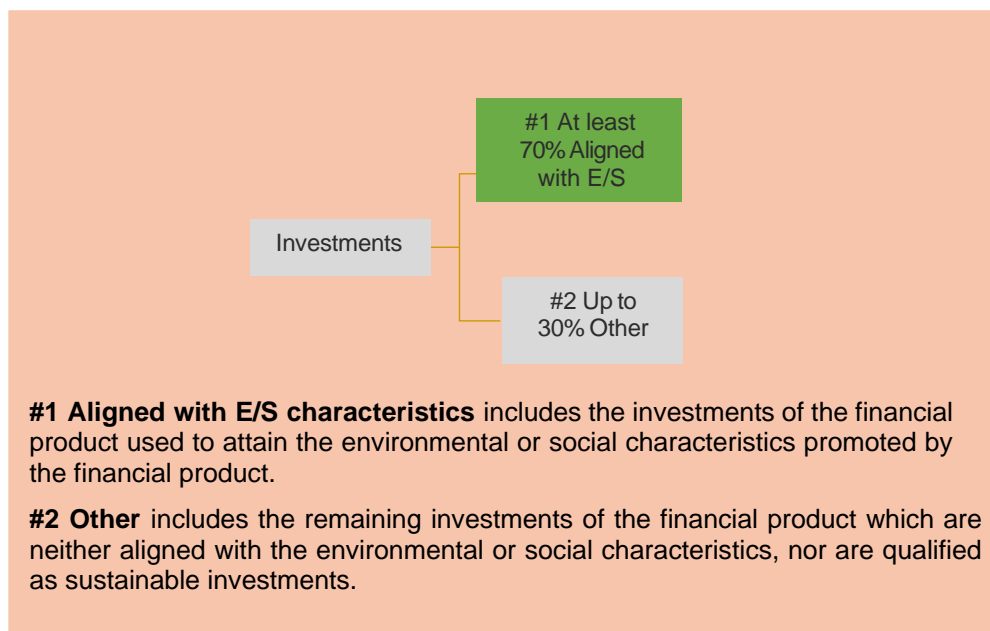 #1 At least
70% Aligned
with E/S
Investments
#2 Up to
30% Other
#1 Aligned with E/S characteristics includes the investments of the financial
product used to attain the environmental or social characteristics promoted by
the financial product.
#2 Other includes the remaining investments of the financial product which are
neither aligned with the environmental or social characteristics, nor are qualified
as sustainable investments.